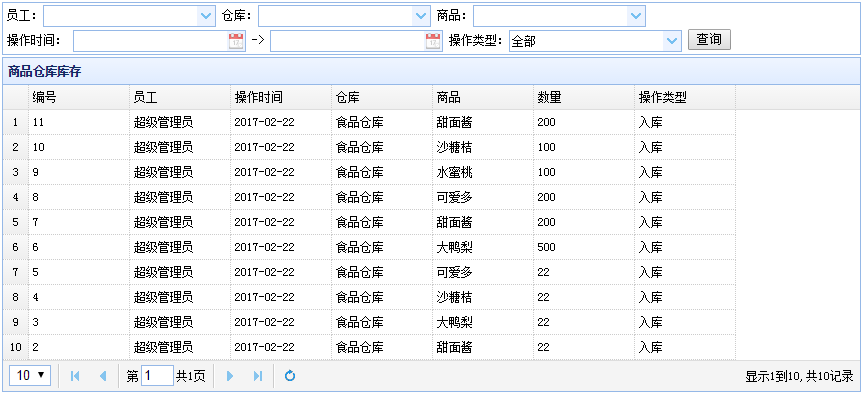 员工： 仓库： 商品：
操作时间： -> 操作类型： 全部 查询
商品仓库库存
编号 员工 操作时间 仓库 商品 数量 操作类型
1 11 超级管理员 2017-02-22 食品仓库 甜面酱 200 入库
2 10 超级管理员 2017-02-22 食品仓库 沙糖桔 100 入库
3 9 超级管理员 2017-02-22 食品仓库 水蜜桃 100 入库
4 8 超级管理员 2017-02-22 食品仓库 可爱多 200 入库
5 7 超级管理员 2017-02-22 食品仓库 甜面酱 200 入库
6 6 超级管理员 2017-02-22 食品仓库 大鸭梨 500 入库
7 5 超级管理员 2017-02-22 食品仓库 可爱多 22 入库
8 4 超级管理员 2017-02-22 食品仓库 沙糖桔 22 入库
9 3 超级管理员 2017-02-22 食品仓库 大鸭梨 22 入库
10 2 超级管理员 2017-02-22 食品仓库 甜面酱 22 入库
10 第 1 共1页 显示1到10,共10记录